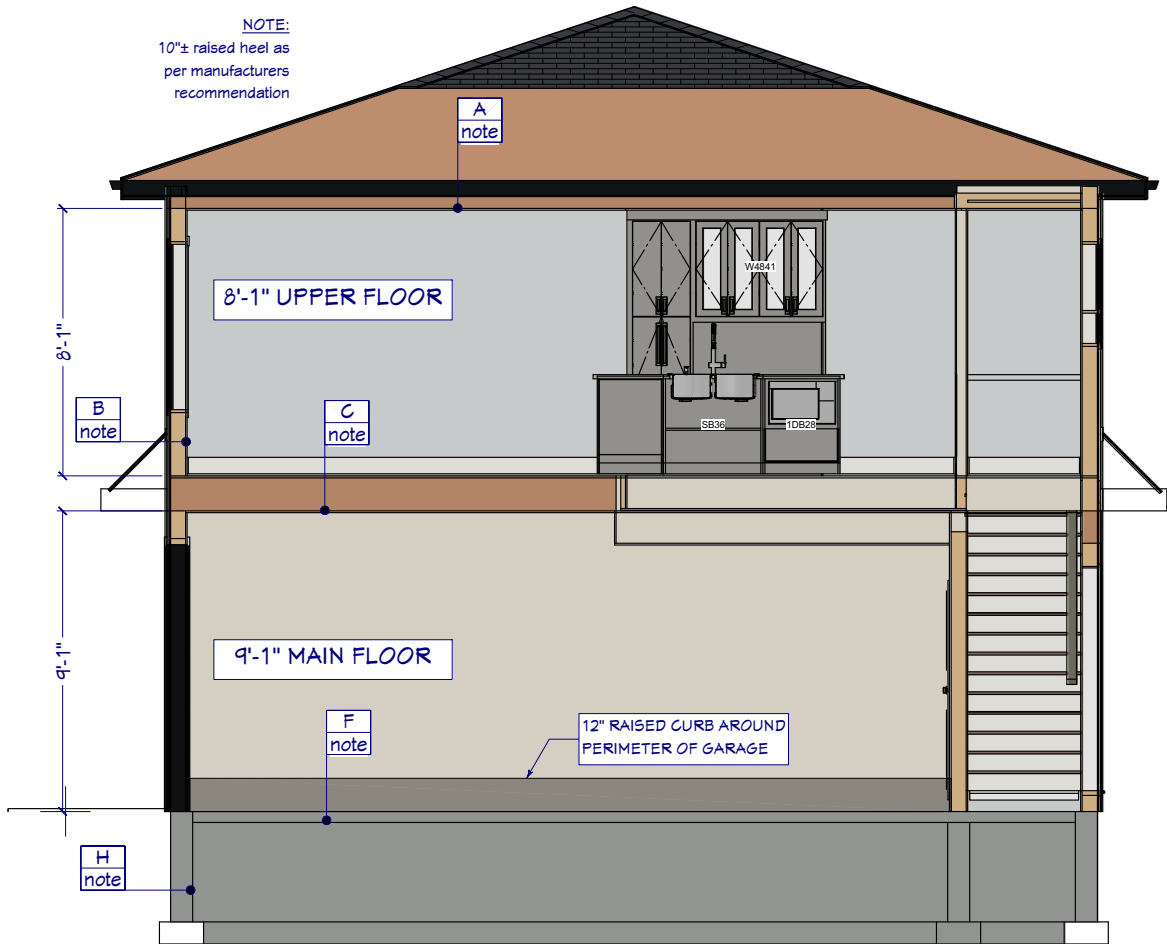 NOTE:
10"± raised heel as
per manufacturers
recommendation
A
note
W4841
8'-1" UPPER FLOOR
8'-1"
B
note
C
note
SB36
1DB28
9'-1"
9'-1" MAIN FLOOR
F
note
12" RAISED CURB AROUND
PERIMETER OF GARAGE
H
note